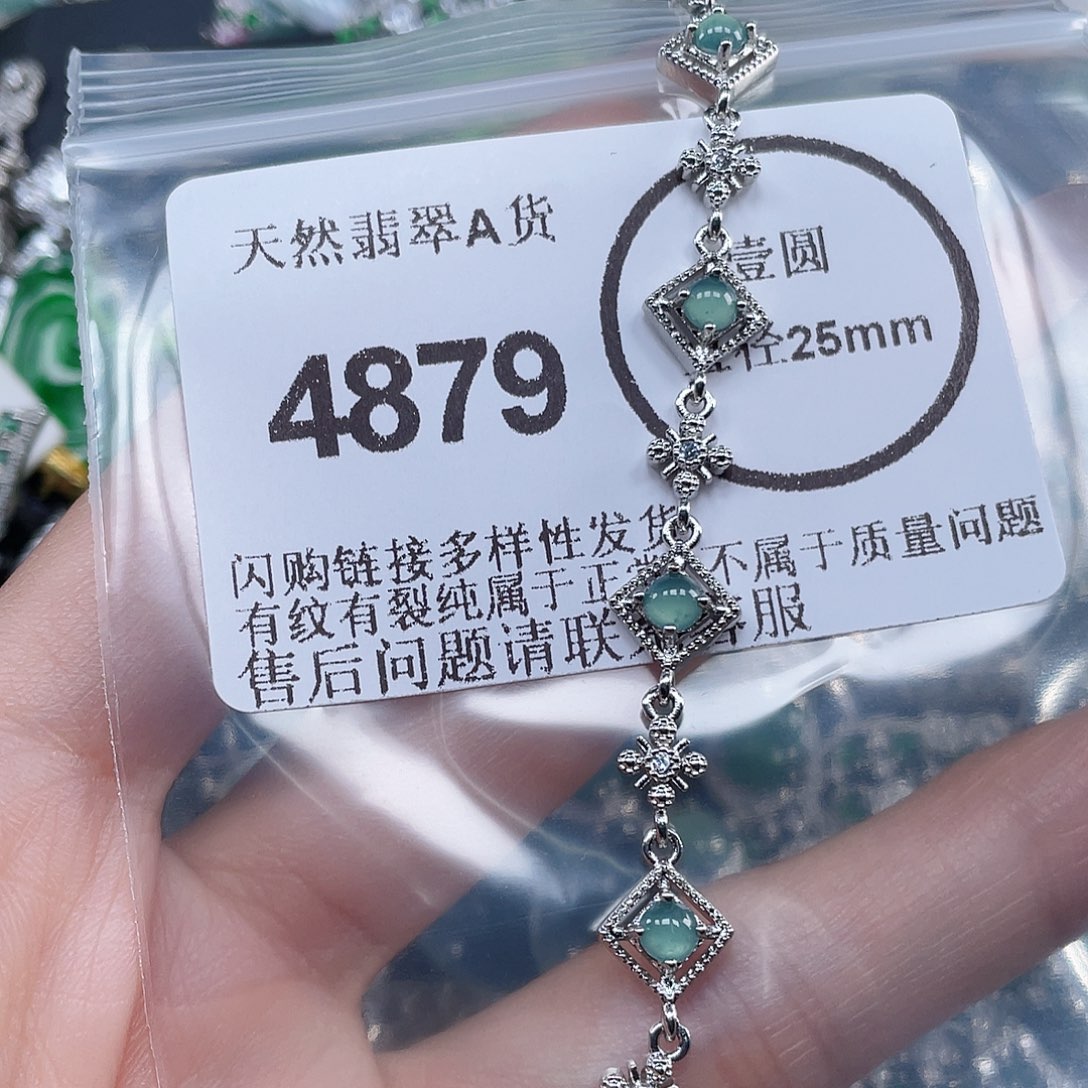 天然翡翠A货
4879
壹圆
径25mm
闪购链接多样性发货
有纹有裂纯属于正 不属于质量问题
售后问题请联 服